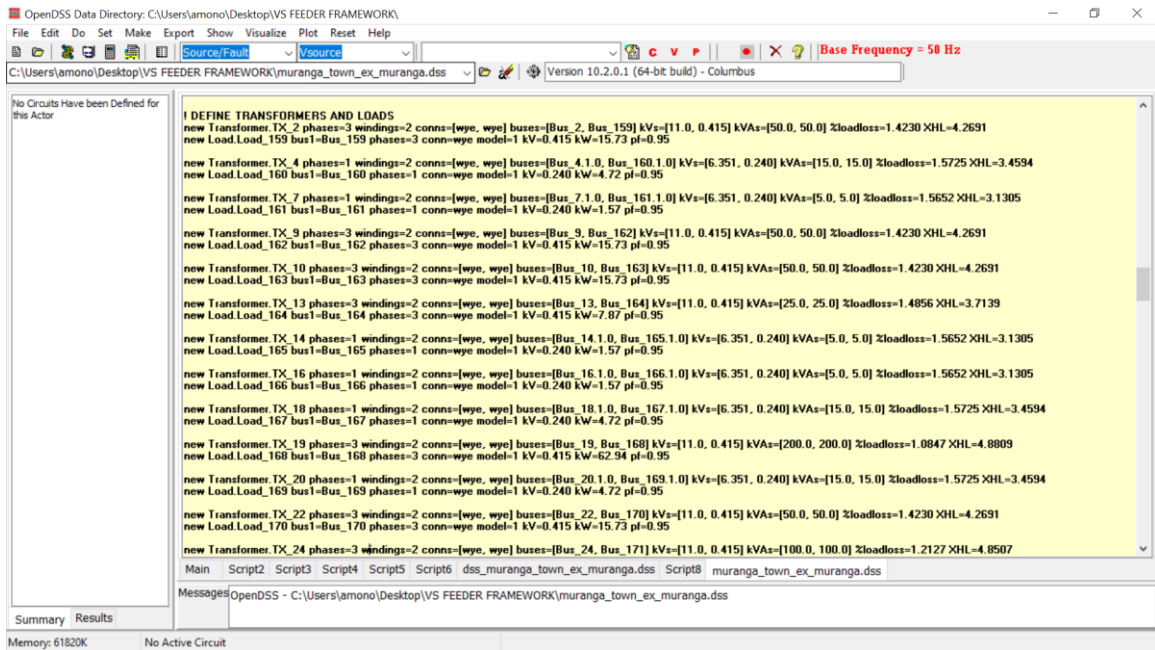 OpenDSS Data Directory: C:\Users\amono\Desktop\VS FEEDER FRAMEWORK\
File Edit Do Set Make Export Show Visualize Plot Reset Help
Source/Fault Vsource C V P Base Frequency = 50 Hz
C:\Users\amono\Desktop\VS FEEDER FRAMEWORK\muranga_town_ex_muranga.dss Version 10.2.0.1 (64-bit build) - Columbus
No Circuits Have been Defined for
this Actor
! DEFINE TRANSFORMERS AND LOADS
new Transformer.TX_2 phases=3 windings=2 conns=[wye, wye] buses=[Bus_2, Bus_159] kVs=[11.0, 0.415] kVAs=[50.0, 50.0] %loadloss=1.4230 XHL=4.2691
new Load.Load_159 bus1=Bus_159 phases=3 conn=wye model=1 kV=0.415 kW=15.73 pf=0.95
new Transformer.TX_4 phases=1 windings=2 conns=[wye, wye] buses=[Bus_4.1.0, Bus_160.1.0] kVs=[6.351, 0.240] kVAs=[15.0, 15.0] %loadloss=1.5725 XHL=3.4594
new Load.Load_160 bus1=Bus_160 phases=1 conn=wye model=1 kV=0.240 kW=4.72 pf=0.95
new Transformer.TX_7 phases=1 windings=2 conns=[wye, wye] buses=[Bus_7.1.0, Bus_161.1.0] kVs=[6.351, 0.240] kVAs=[5.0, 5.0] %loadloss=1.5652 XHL=3.1305
new Load.Load_161 bus1=Bus_161 phases=1 conn=wye model=1 kV=0.240 kW=1.57 pf=0.95
new Transformer.TX_9 phases=3 windings=2 conns=[wye, wye] buses=[Bus_9, Bus_162] kVs=[11.0, 0.415] kVAs=[50.0, 50.0] %loadloss=1.4230 XHL=4.2691
new Load.Load_162 bus1=Bus_162 phases=3 conn=wye model=1 kV=0.415 kW=15.73 pf=0.95
new Transformer.TX_10 phases=3 windings=2 conns=[wye, wye] buses=[Bus_10, Bus_163] kVs=[11.0, 0.415] kVAs=[50.0, 50.0] %loadloss=1.4230 XHL=4.2691
new Load.Load_163 bus1=Bus_163 phases=3 conn=wye model=1 kV=0.415 kW=15.73 pf=0.95
new Transformer.TX_13 phases=3 windings=2 conns=[wye, wye] buses=[Bus_13, Bus_164] kVs=[11.0, 0.415] kVAs=[25.0, 25.0] %loadloss=1.4856 XHL=3.7139
new Load.Load_164 bus1=Bus_164 phases=3 conn=wye model=1 kV=0.415 kW=7.87 pf=0.95
new Transformer.TX_14 phases=1 windings=2 conns=[wye, wye] buses=[Bus_14.1.0, Bus_165.1.0] kVs=[6.351, 0.240] kVAs=[5.0, 5.0] %loadloss=1.5652 XHL=3.1305
new Load.Load_165 bus1=Bus_165 phases=1 conn=wye model=1 kV=0.240 kW=1.57 pf=0.95
new Transformer.TX_16 phases=1 windings=2 conns=[wye, wye] buses=[Bus_16.1.0, Bus_166.1.0] kVs=[6.351, 0.240] kVAs=[5.0, 5.0] %loadloss=1.5652 XHL=3.1305
new Load.Load_166 bus1=Bus_166 phases=1 conn=wye model=1 kV=0.240 kW=1.57 pf=0.95
new Transformer.TX_18 phases=1 windings=2 conns=[wye, wye] buses=[Bus_18.1.0, Bus_167.1.0] kVs=[6.351, 0.240] kVAs=[15.0, 15.0] %loadloss=1.5725 XHL=3.4594
new Load.Load_167 bus1=Bus_167 phases=1 conn=wye model=1 kV=0.240 kW=4.72 pf=0.95
new Transformer.TX_19 phases=3 windings=2 conns=[wye, wye] buses=[Bus_19, Bus_168] kVs=[11.0, 0.415] kVAs=[200.0, 200.0] %loadloss=1.0847 XHL=4.8809
new Load.Load_168 bus1=Bus_168 phases=3 conn=wye model=1 kV=0.415 kW=62.94 pf=0.95
new Transformer.TX_20 phases=1 windings=2 conns=[wye, wye] buses=[Bus_20.1.0, Bus_169.1.0] kVs=[6.351, 0.240] kVAs=[15.0, 15.0] %loadloss=1.5725 XHL=3.4594
new Load.Load_169 bus1=Bus_169 phases=1 conn=wye model=1 kV=0.240 kW=4.72 pf=0.95
new Transformer.TX_22 phases=3 windings=2 conns=[wye, wye] buses=[Bus_22, Bus_170] kVs=[11.0, 0.415] kVAs=[50.0, 50.0] %loadloss=1.4230 XHL=4.2691
new Load.Load_170 bus1=Bus_170 phases=3 conn=wye model=1 kV=0.415 kW=15.73 pf=0.95
new Transformer.TX_24 phases=3 windings=2 conns=[wye, wye] buses=[Bus_24, Bus_171] kVs=[11.0, 0.415] kVAs=[100.0, 100.0] %loadloss=1.2127 XHL=4.8507
Main Script2 Script3 Script4 Script5 Script6 dss_muranga_town_ex_muranga.dss Script8 muranga_town_ex_muranga.dss
Messages OpenDSS - C:\Users\amono\Desktop\VS FEEDER FRAMEWORK\muranga_town_ex_muranga.dss
Summary Results
Memory: 61820K No Active Circuit